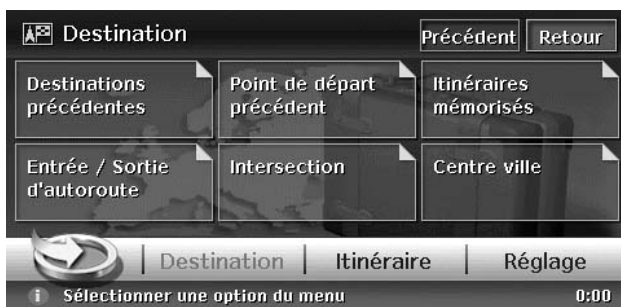 Destination
Précédent
Retour
Destinations
précédentes
Point de départ
précédent
Itinéraires
mémorisés
Entrée / Sortie
d'autoroute
Intersection
Centre ville
Destination
Itinéraire
Réglage
Sélectionner une option du menu
0:00